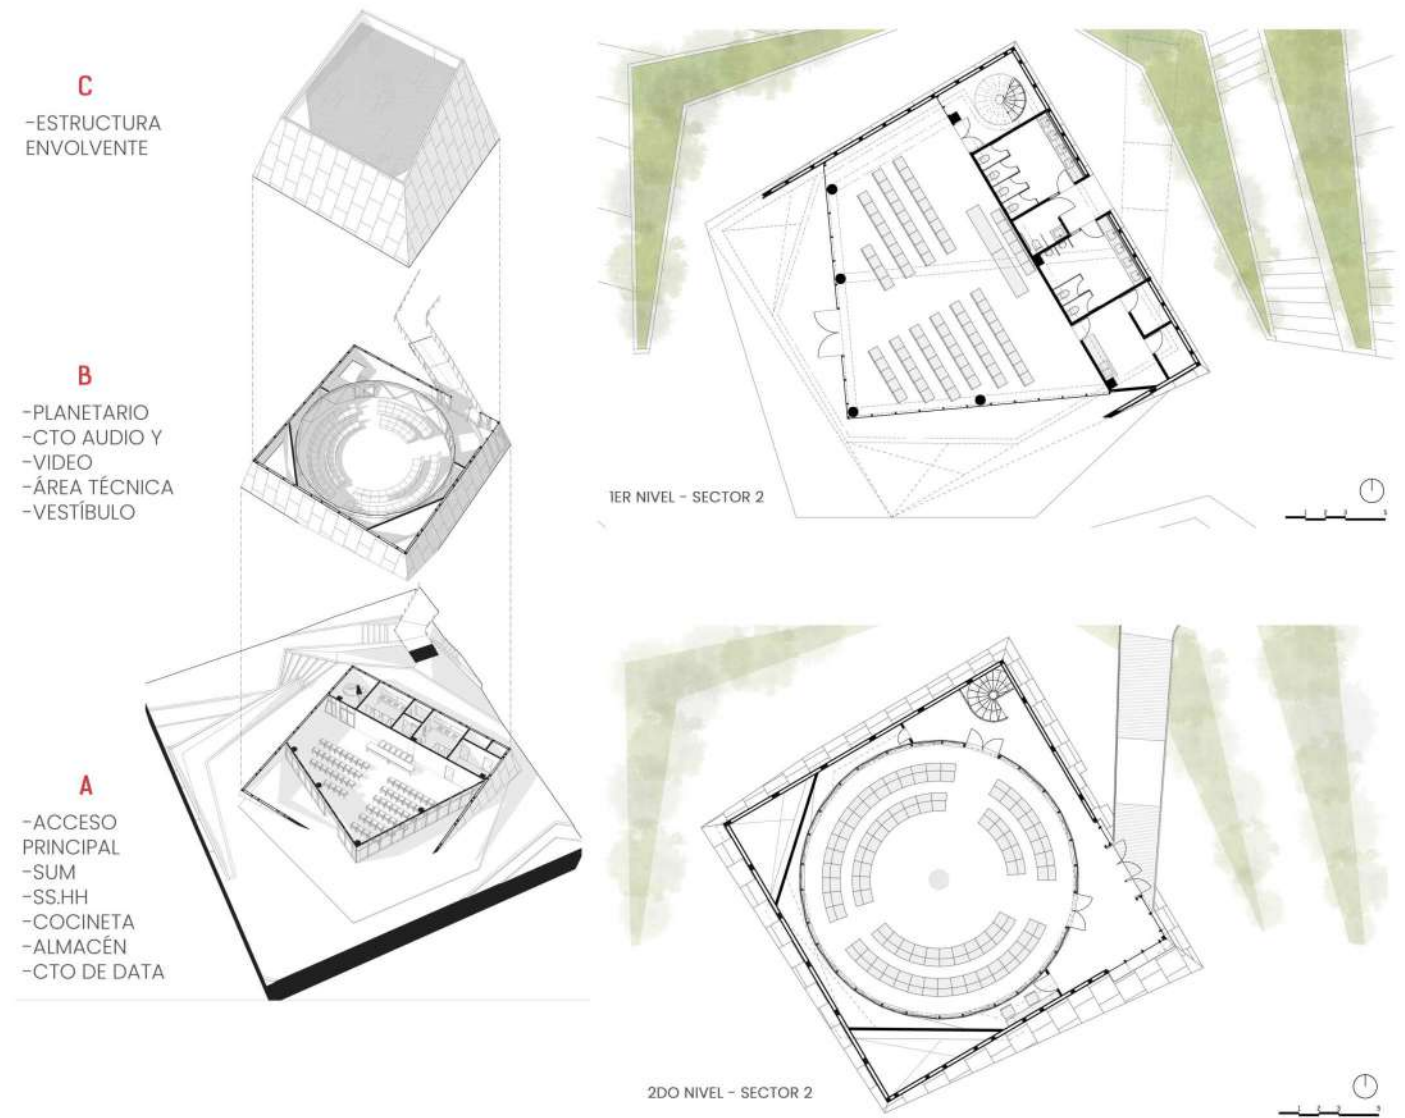 C
-ESTRUCTURA
ENVOLVENTE
B
-PLANETARIO
-CTO AUDIO Y
-VIDEO
-ÁREA TÉCNICA
-VESTÍBULO
A
-ACCESO
PRINCIPAL
-SUM
-SS.HH
-COCINETA
-ALMACÉN
-CTO DE DATA
1ER NIVEL - SECTOR 2
2DO NIVEL - SECTOR 2